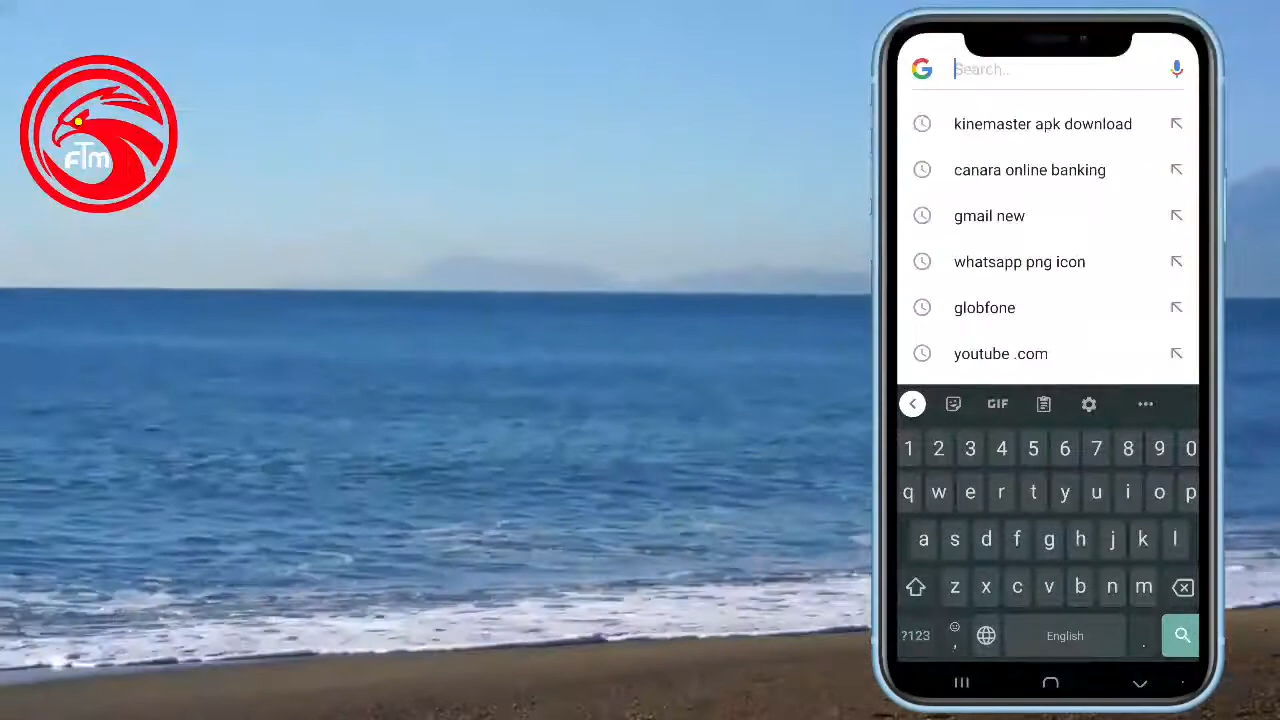 FTM
Search..
kinemaster apk download
canara online banking
gmail new
whatsapp png icon
globfone
youtube .com
GIF
1 2 3 4 5 6 7 8 9 0
q w e r t y u i o p
a s d f g h j k l
z x c v b n m
?123 , English .